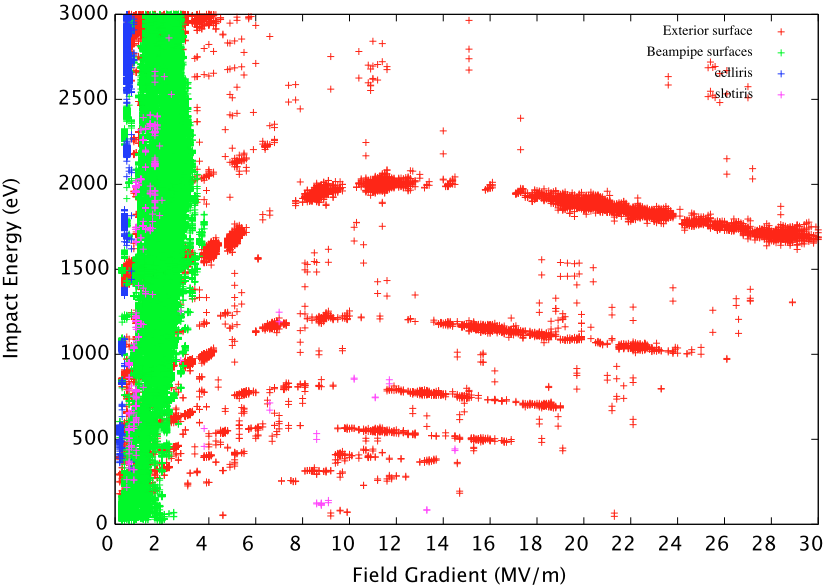 3000
2500
2000
1500
1000
500
0
Impact Energy (eV)
Exterior surface
Beampipe surfaces
celliris
slotiris
0 2 4 6 8 10 12 14 16 18 20 22 24 26 28 30
Field Gradient (MV/m)